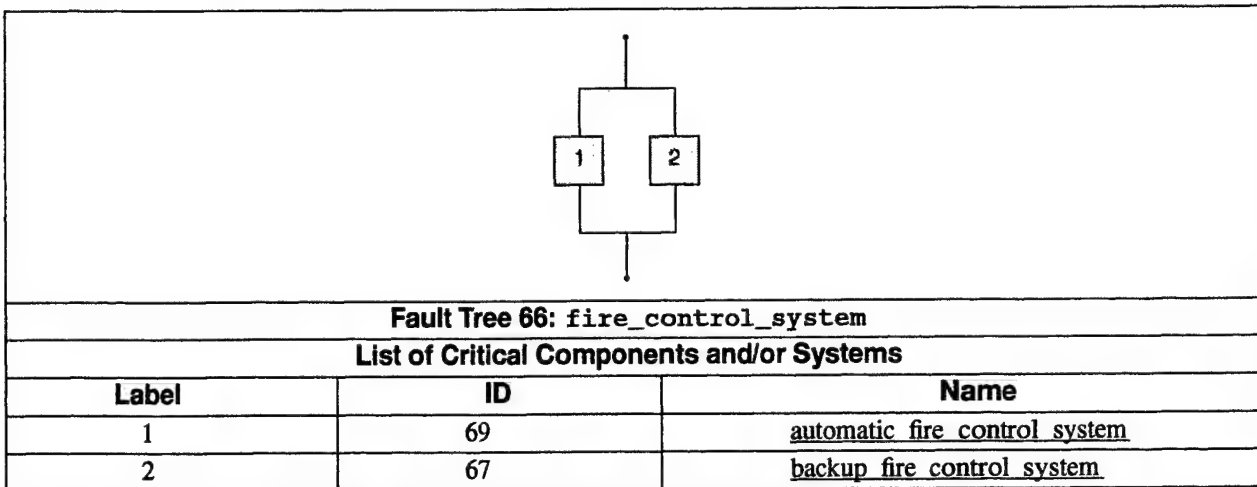 1 2
Fault Tree 66: fire_control_system
List of Critical Components and/or Systems
Label ID Name
1 69 automatic fire control system
2 67 backup fire control system